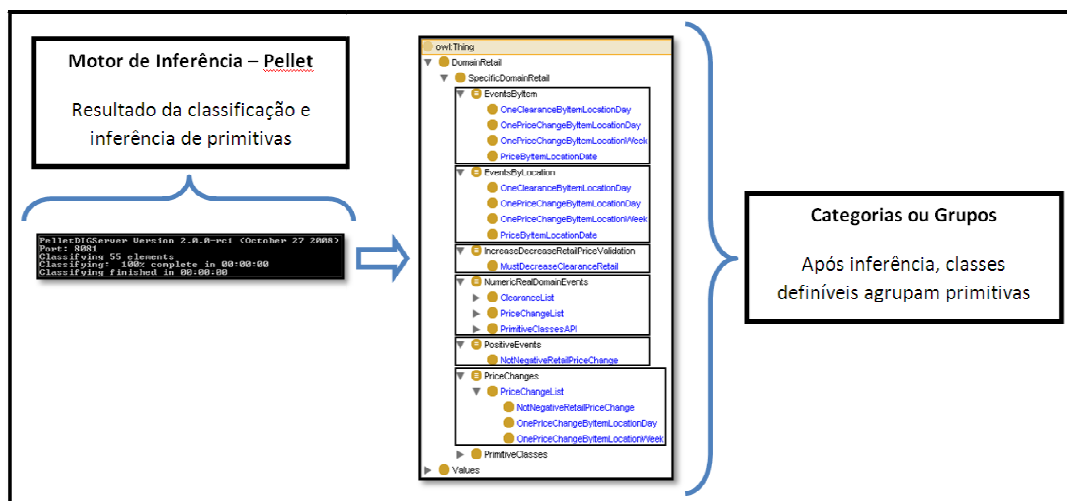 Motor de Inferência – Pellet
Resultado da classificação e
inferência de primitivas
PelletDIGServer Version 2.0.0-rc1 (October 27 2008)
Port: 8081
Classifying 55 elements
Classifying: 100% complete in 00:00:00
Classifying finished in 00:00:00
owl:Thing
DomainRetail
SpecificDomainRetail
EventsByItem
OneClearanceByItemLocationDay
OnePriceChangeByItemLocationDay
OnePriceChangeByItemLocationWeek
PriceByItemLocationDate
EventsByLocation
OneClearanceByItemLocationDay
OnePriceChangeByItemLocationDay
OnePriceChangeByItemLocationWeek
PriceByItemLocationDate
IncreaseDecreaseRetailPriceValidation
MustDecreaseClearanceRetail
NumericRealDomainEvents
ClearanceList
PriceChangeList
PrimitiveClassesAPI
PositiveEvents
NotNegativeRetailPriceChange
PriceChanges
PriceChangeList
NotNegativeRetailPriceChange
OnePriceChangeByItemLocationDay
OnePriceChangeByItemLocationWeek
PrimitiveClasses
Values
Categorias ou Grupos
Após inferência, classes
definíveis agrupam primitivas